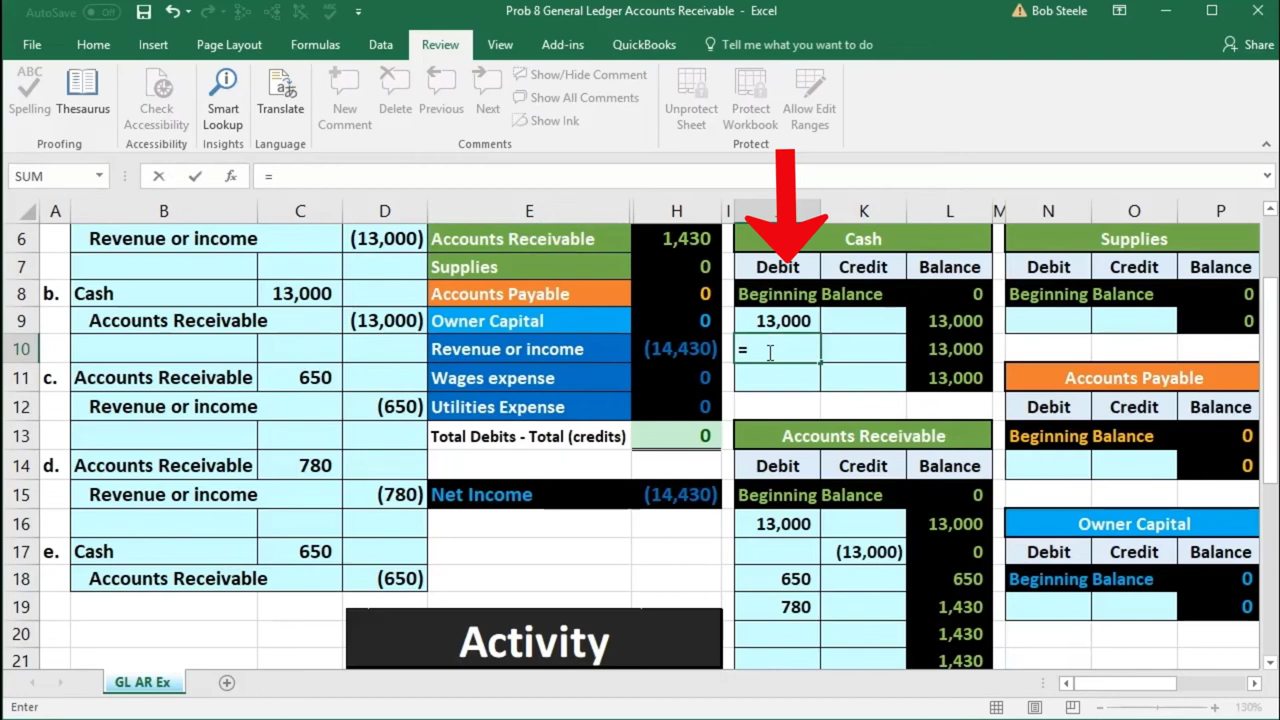 AutoSave Off Prob 8 General Ledger Accounts Receivable - Excel Bob Steele
File Home Insert Page Layout Formulas Data Review View Add-ins QuickBooks Tell me what you want to do Share
ABC
Spelling Thesaurus Check Accessibility Smart Lookup Translate New Comment Delete Previous Next Show/Hide Comment Show All Comments Show Ink Unprotect Sheet Protect Workbook Allow Edit Ranges
Proofing Accessibility Insights Language Comments Protect
SUM fx =
A B C D E H I K L M N O P
6 Revenue or income (13,000) Accounts Receivable 1,430 Cash Supplies
7 Supplies 0 Debit Credit Balance Debit Credit Balance
8 b. Cash 13,000 Accounts Payable 0 Beginning Balance 0 Beginning Balance 0
9 Accounts Receivable (13,000) Owner Capital 0 13,000 13,000 0
10 Revenue or income (14,430) = 13,000
11 c. Accounts Receivable 650 Wages expense 0 13,000 Accounts Payable
12 Revenue or income (650) Utilities Expense 0 Debit Credit Balance
13 Total Debits - Total (credits) 0 Accounts Receivable Beginning Balance 0
14 d. Accounts Receivable 780 Debit Credit Balance 0
15 Revenue or income (780) Net Income (14,430) Beginning Balance 0
16 13,000 13,000 Owner Capital
17 e. Cash 650 (13,000) 0 Debit Credit Balance
18 Accounts Receivable (650) 650 650 Beginning Balance 0
19 780 1,430 0
20 Activity 1,430
21 1,430
GL AR Ex
Enter 130%